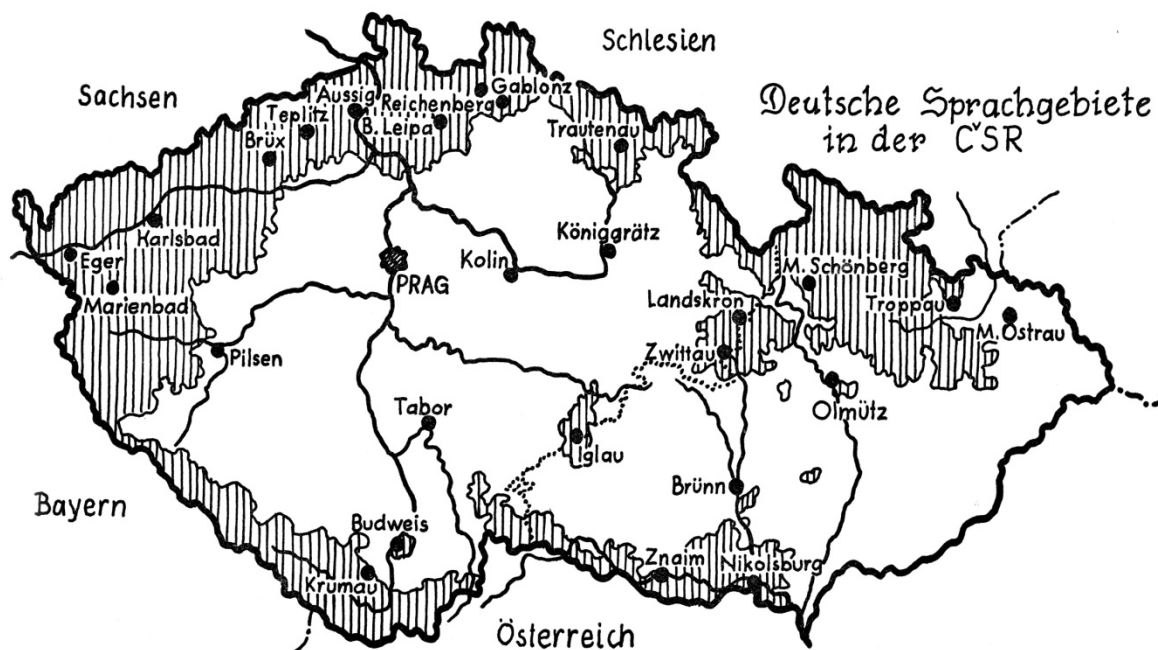 Schlesien
Sachsen
Deutsche Sprachgebiete
in der ČSR
Gablonz
Aussig
Reichenberg
Teplitz
B. Leipa
Brüx
Trautenau
Karlsbad
Königgrätz
Eger
Kolin
PRAG
M. Schönberg
Marienbad
Landskron
Troppau
M. Ostrau
Pilsen
Zwittau
Olmütz
Tabor
Iglau
Bayern
Brünn
Budweis
Znaim
Nikolsburg
Krumau
Österreich